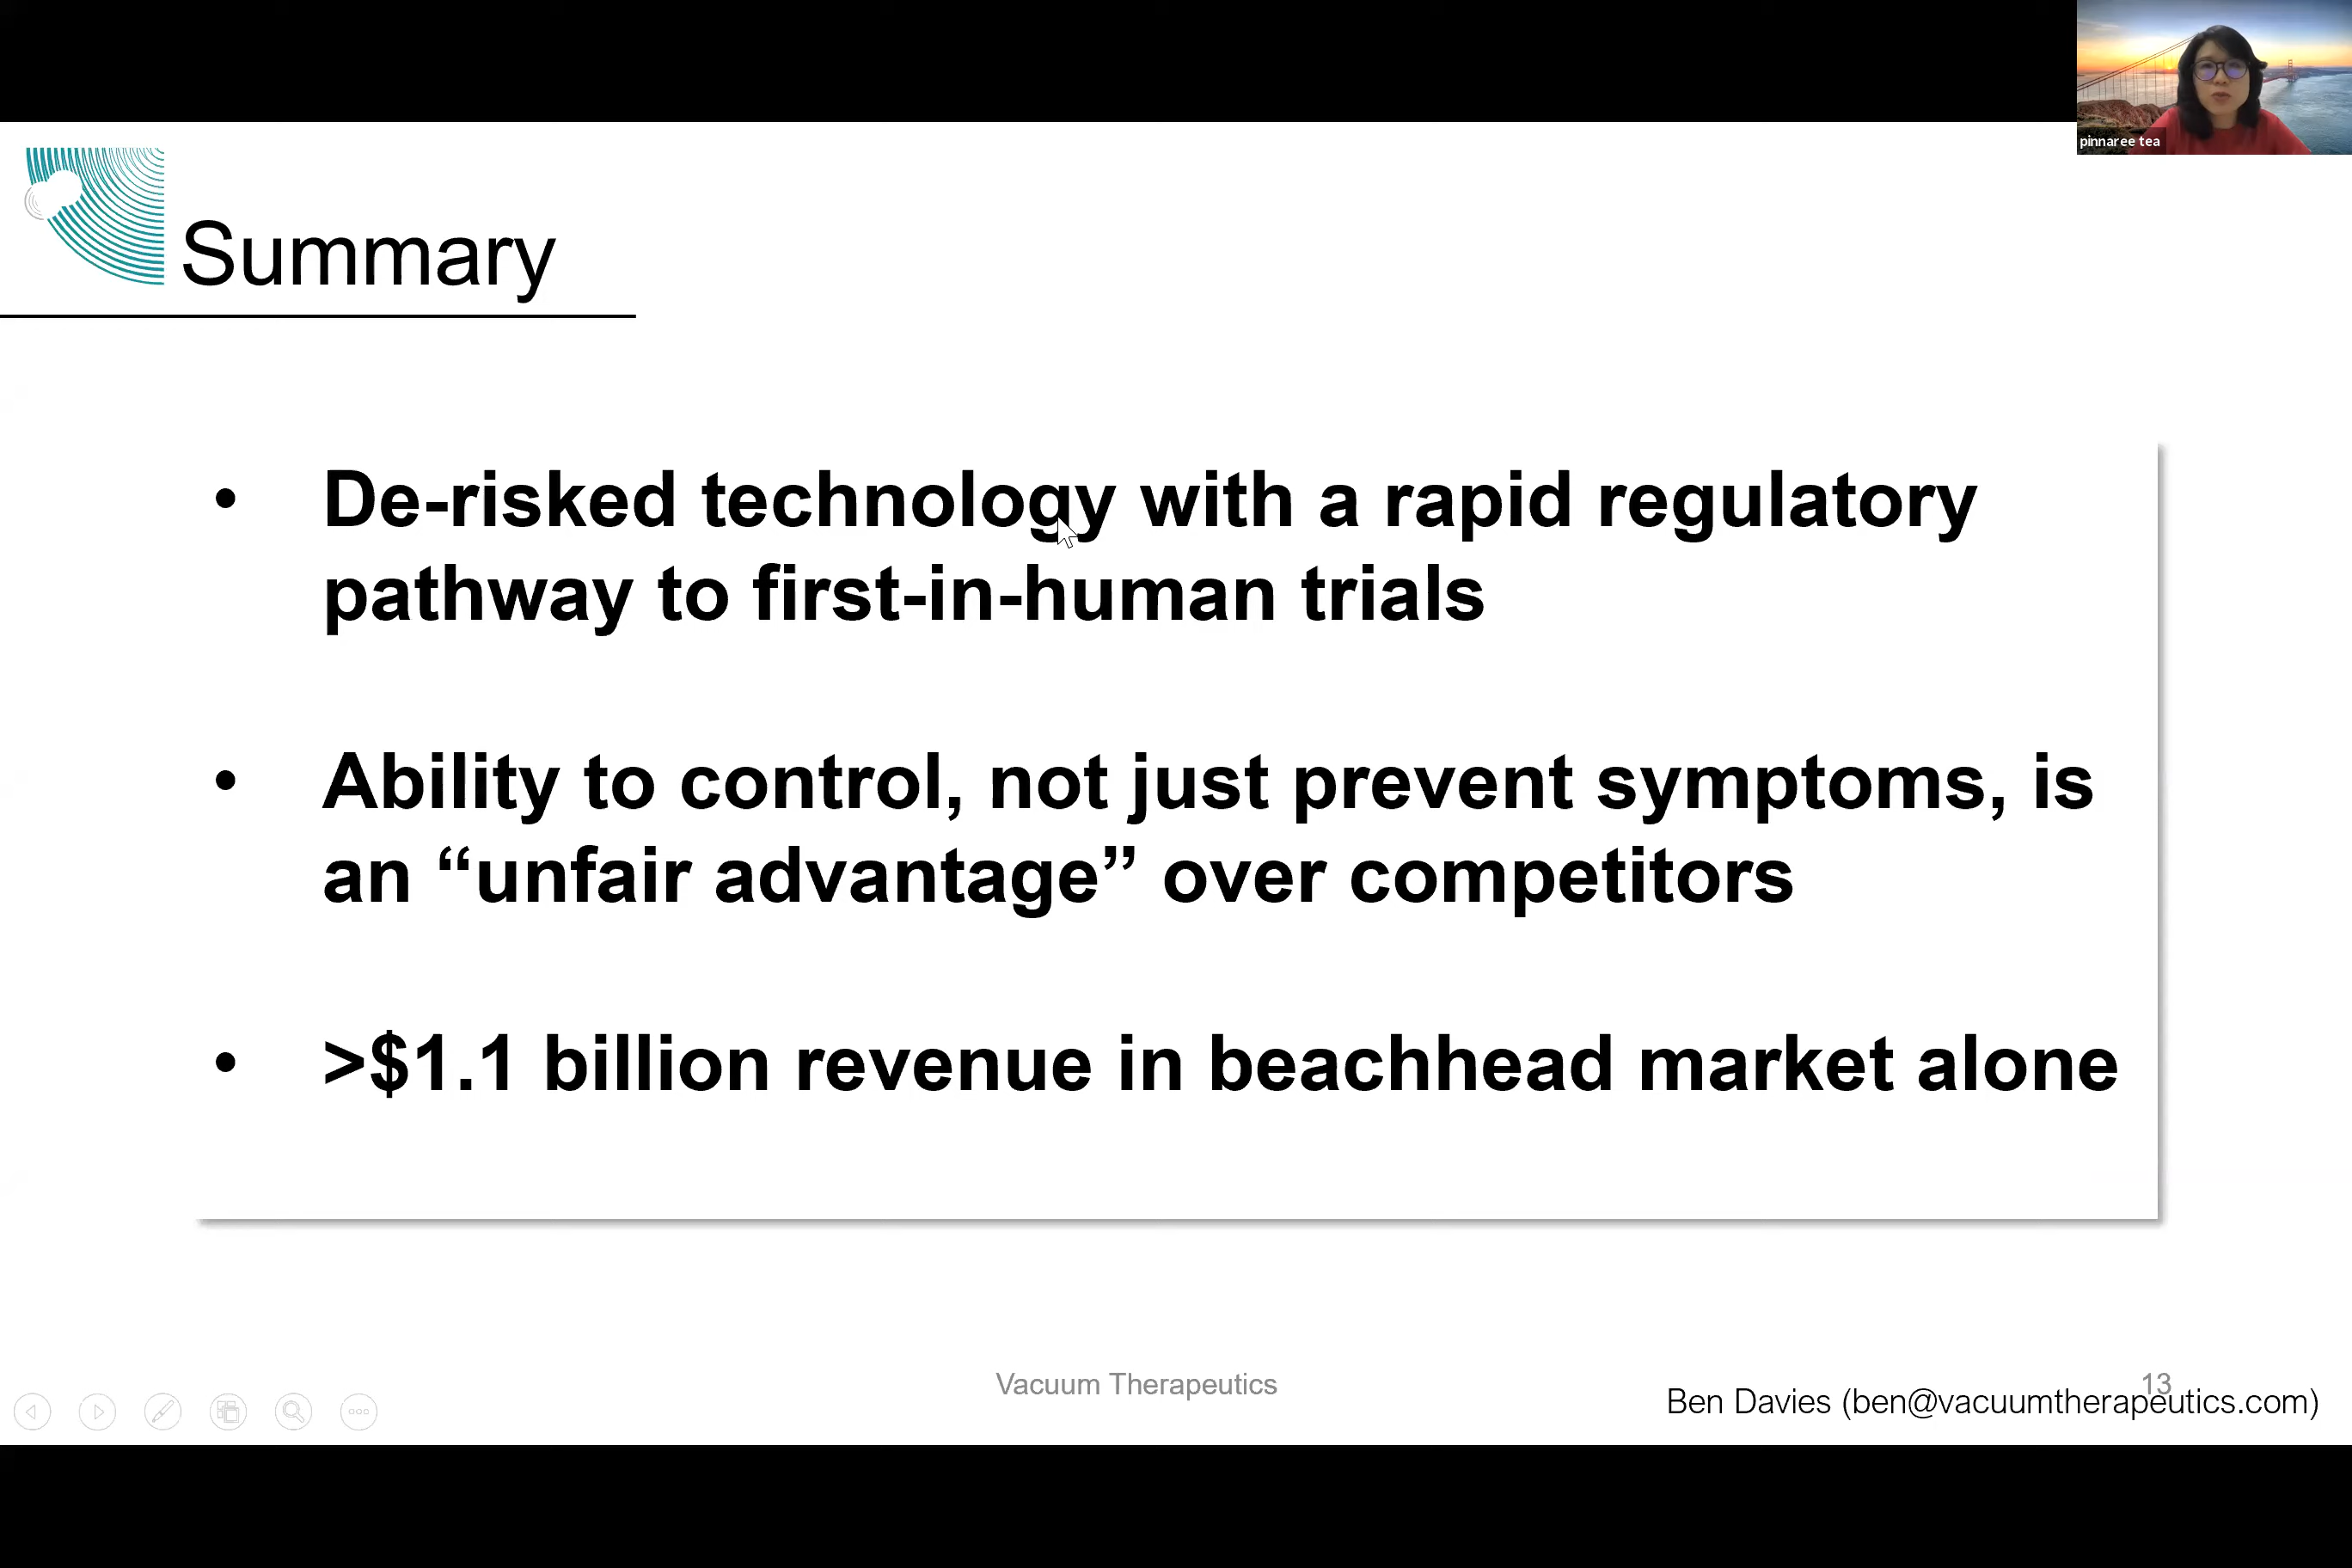 pinnaree tea
Summary
• De-risked technology with a rapid regulatory
pathway to first-in-human trials
• Ability to control, not just prevent symptoms, is
an “unfair advantage” over competitors
• >$1.1 billion revenue in beachhead market alone
Vacuum Therapeutics
13
Ben Davies (ben@vacuumtherapeutics.com)